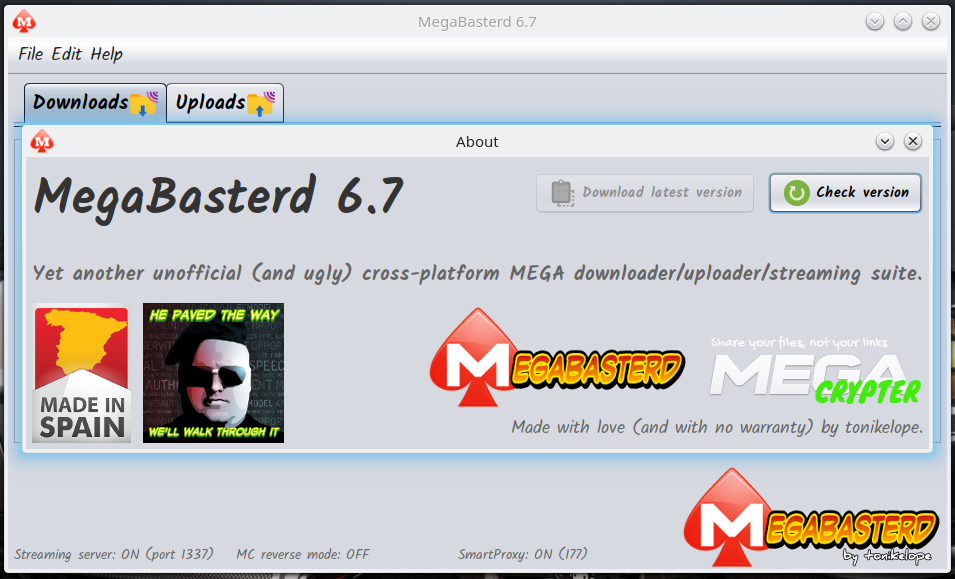 MegaBasterd 6.7
File Edit Help
Downloads
Uploads
About
MegaBasterd 6.7
Download latest version
Check version
Yet another unofficial (and ugly) cross-platform MEGA downloader/uploader/streaming suite.
MADE IN
SPAIN
HE PAVED THE WAY
WE'LL WALK THROUGH IT
MEGABASTERD
Share your files, not your links
MEGA
CRYPTER
Made with love (and with no warranty) by tonikelope.
MEGABASTERD
by tonikelope
Streaming server: ON (port 1337)
MC reverse mode: OFF
SmartProxy: ON (177)